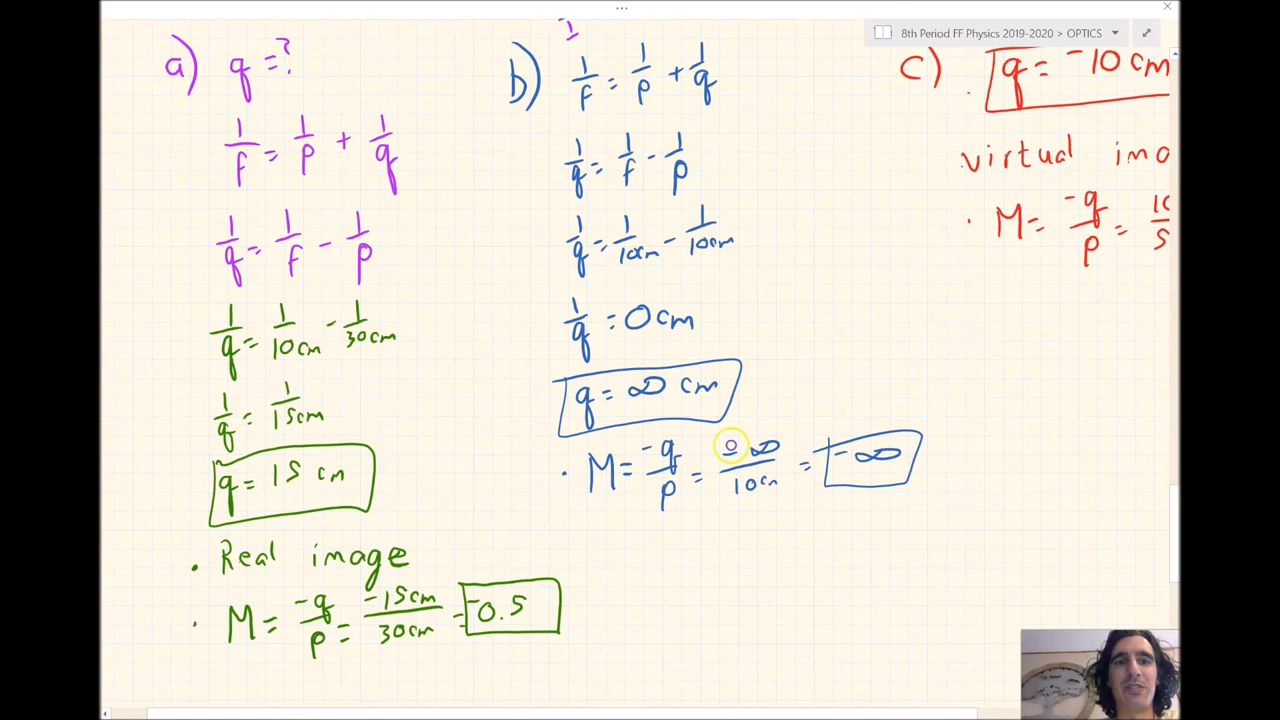 8th Period FF Physics 2019-2020 > OPTICS
a) q = ?
1/f = 1/p + 1/q
1/q = 1/f - 1/p
1/q = 1/10cm - 1/30cm
1/q = 1/15cm
q = 15 cm
• Real image
• M = -q/p = -15cm/30cm = -0.5
b) 1/f = 1/p + 1/q
1/q = 1/f - 1/p
1/q = 1/10cm - 1/10cm
1/q = 0cm
q = ∞ cm
• M = -q/p = -∞/10cm = -∞
c) q = -10 cm
virtual ima
• M = -q/p =